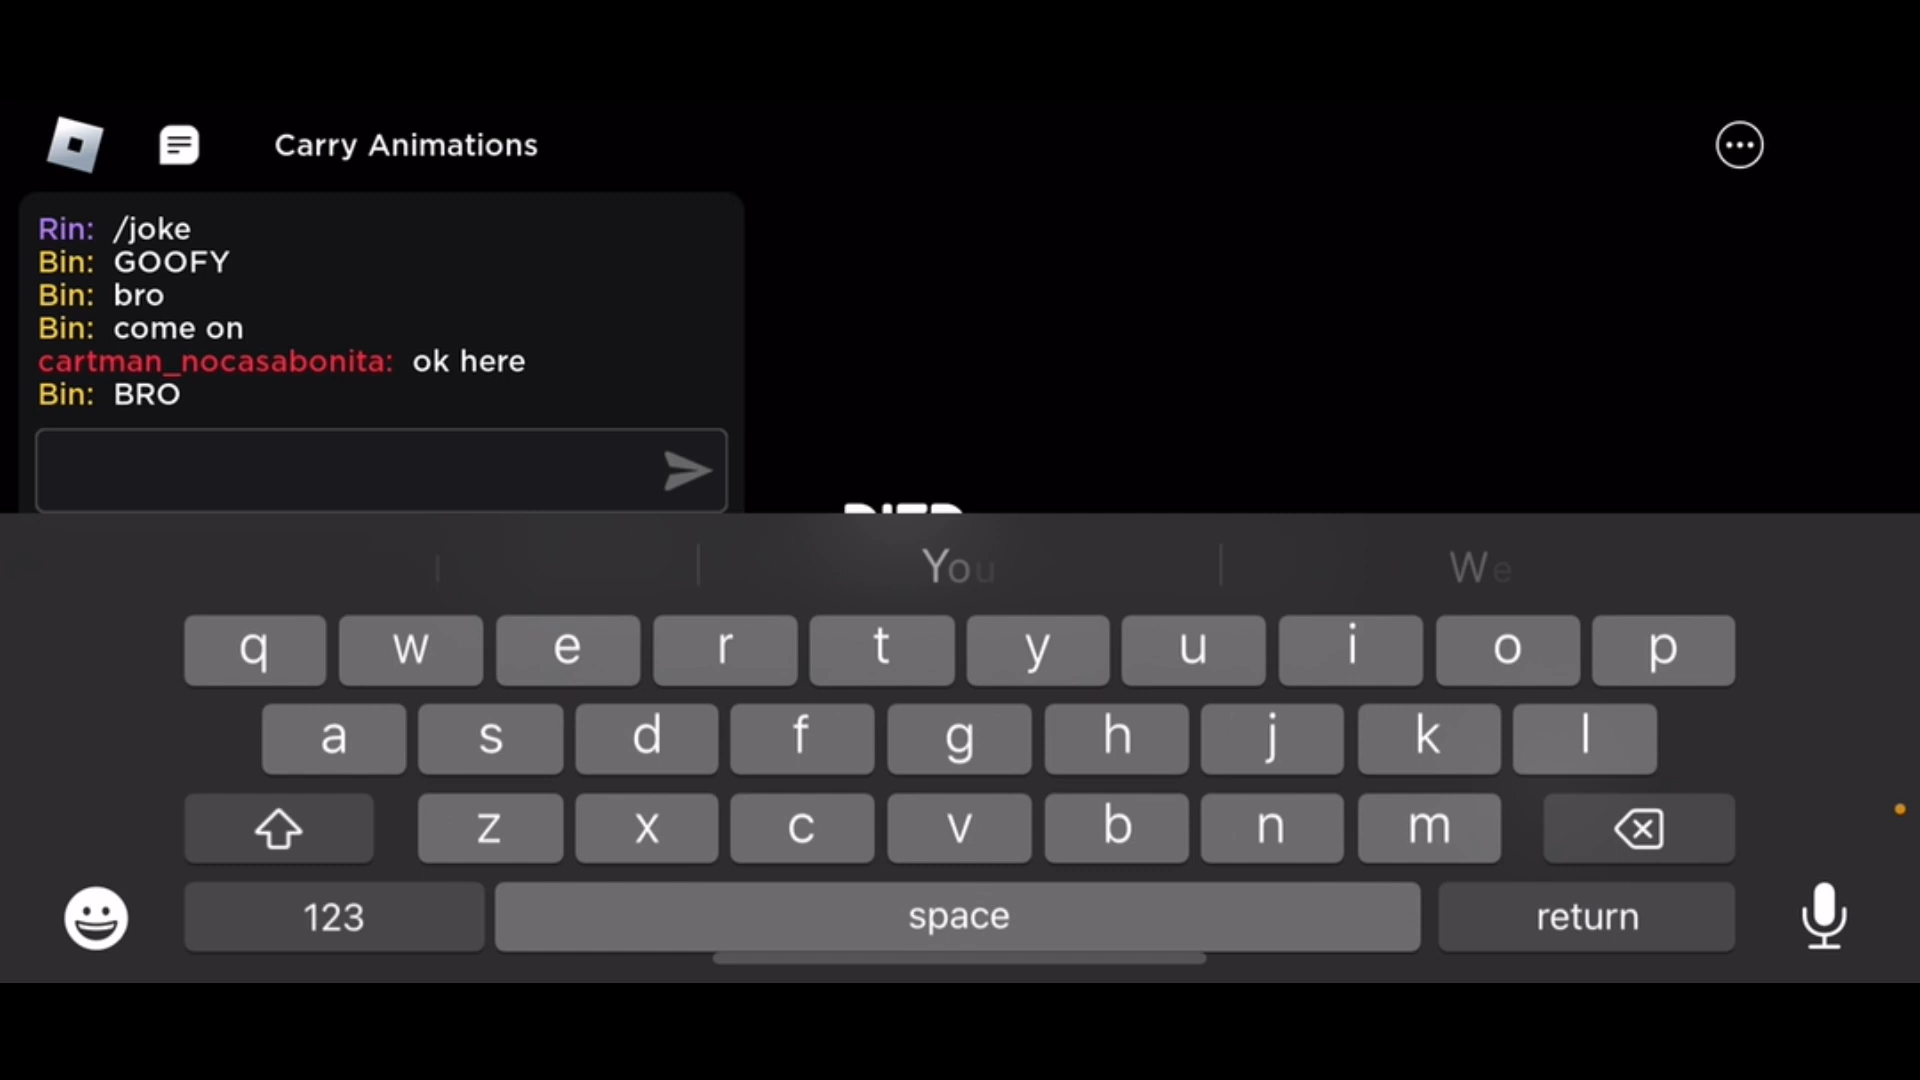 Carry Animations
Rin: /joke
Bin: GOOFY
Bin: bro
Bin: come on
cartman_nocasabonita: ok here
Bin: BRO
You
We
q w e r t y u i o p
a s d f g h j k l
z x c v b n m
123 space return